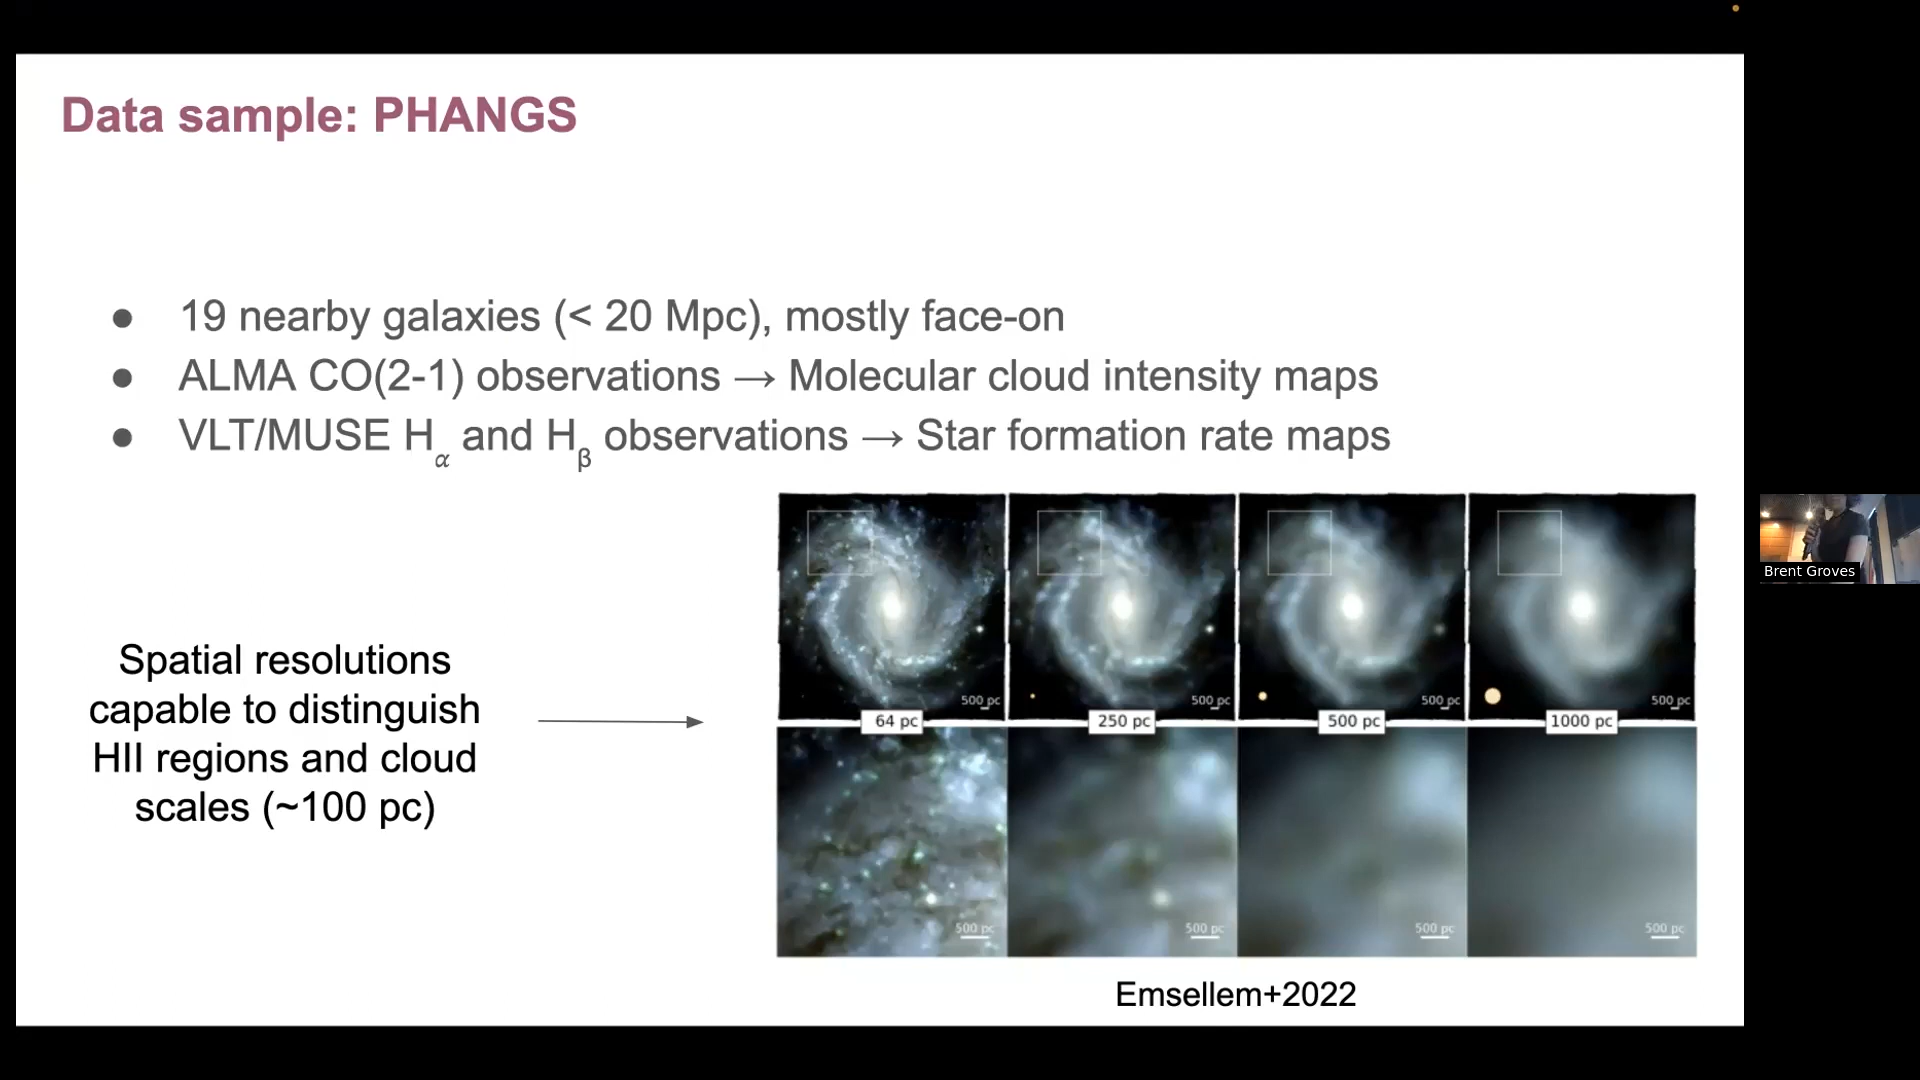 Data sample: PHANGS
● 19 nearby galaxies (< 20 Mpc), mostly face-on
● ALMA CO(2-1) observations → Molecular cloud intensity maps
● VLT/MUSE Hα and Hβ observations → Star formation rate maps
Spatial resolutions
capable to distinguish
HII regions and cloud
scales (~100 pc)
500 pc 500 pc 500 pc 500 pc
64 pc 250 pc 500 pc 1000 pc
500 pc 500 pc 500 pc 500 pc
Emsellem+2022
Brent Groves